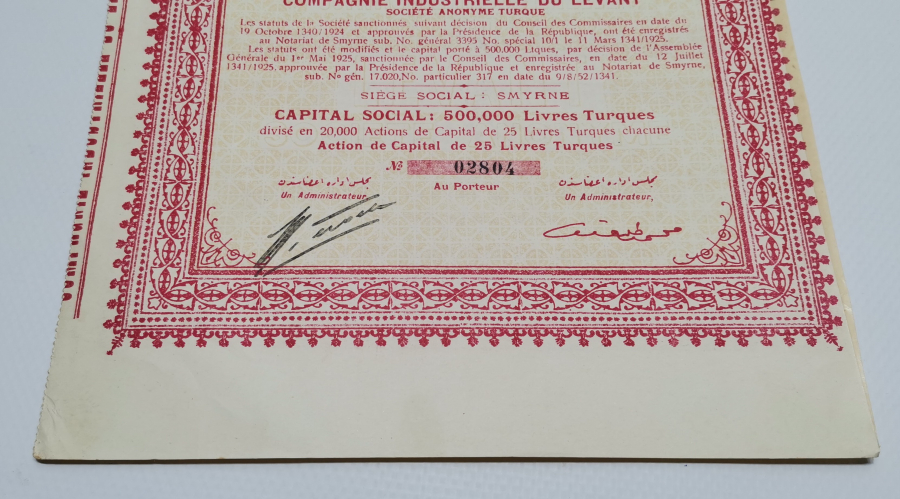 COMPAGNIE INDUSTRIELLE DU LEVANT
SOCIÉTÉ ANONYME TURQUE
Les statuts de la Société sanctionnés suivant décision du Conseil des Commissaires en date du
19 Octobre 1340/1924 et approuvés par la Présidence de la République, ont été enregistrés
au Notariat de Smyrne sub. No. général 3393 No. spécial 10/1 le 11 Mars 1341/1925.
Les statuts ont été modifiés et le capital porté à 500,000 Ltques, par décision de l'Assemblée
Générale du 1er Mai 1925, sanctionnée par le Conseil des Commissaires, en date du 12 Juillet
1341/1925, approuvée par la Présidence de la République et enregistrée au Notariat de Smyrne,
sub. No gén. 17.020, No. particulier 317 en date du 9/8/52/1341.
SIÈGE SOCIAL: SMYRNE
CAPITAL SOCIAL: 500,000 Livres Turques
divisé en 20,000 Actions de Capital de 25 Livres Turques chacune
Action de Capital de 25 Livres Turques
No 02804
Au Porteur
مجلس اداره اعضاسندن
Un Administrateur,
مجلس اداره اعضاسندن
Un Administrateur,